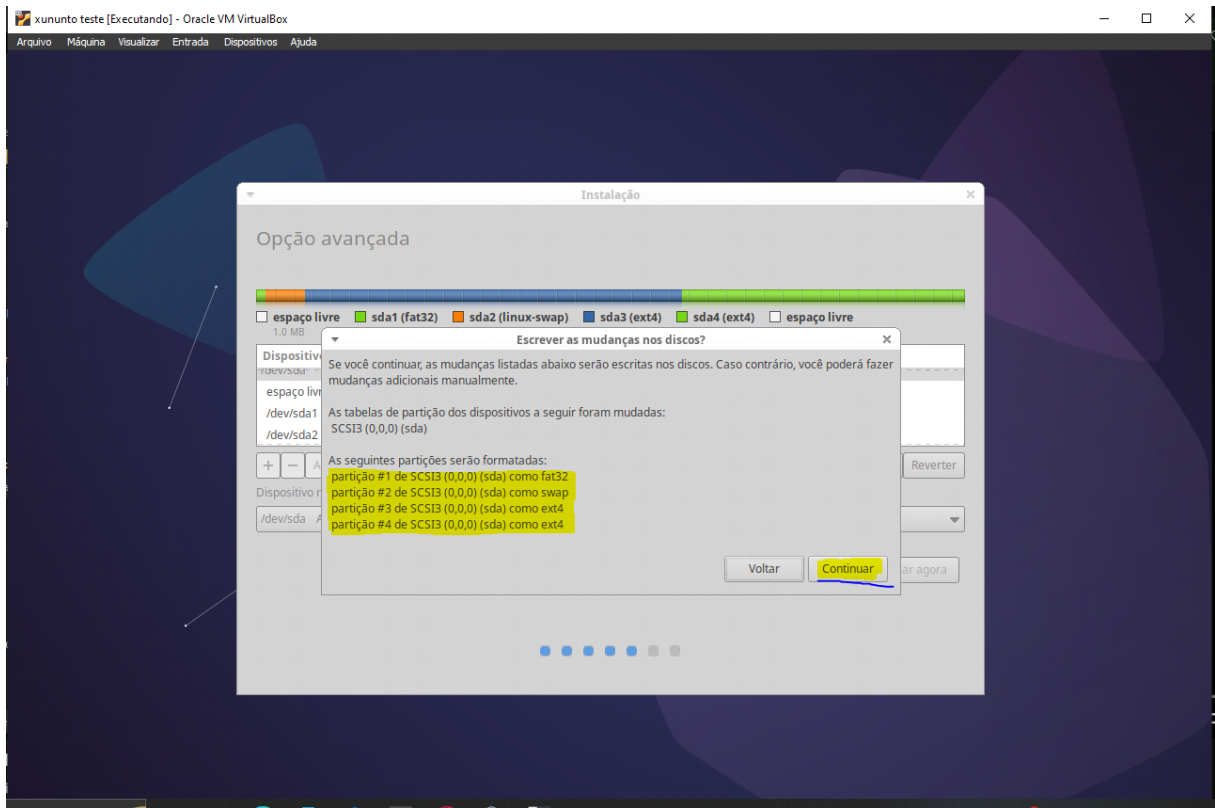 xununto teste [Executando] - Oracle VM VirtualBox
Arquivo Máquina Visualizar Entrada Dispositivos Ajuda
Instalação
Opção avançada
espaço livre sda1 (fat32) sda2 (linux-swap) sda3 (ext4) sda4 (ext4) espaço livre
1.0 MB
Escrever as mudanças nos discos?
Se você continuar, as mudanças listadas abaixo serão escritas nos discos. Caso contrário, você poderá fazer
mudanças adicionais manualmente.
As tabelas de partição dos dispositivos a seguir foram mudadas:
SCSI3 (0,0,0) (sda)
As seguintes partições serão formatadas:
partição #1 de SCSI3 (0,0,0) (sda) como fat32
partição #2 de SCSI3 (0,0,0) (sda) como swap
partição #3 de SCSI3 (0,0,0) (sda) como ext4
partição #4 de SCSI3 (0,0,0) (sda) como ext4
Voltar Continuar
Dispositiv
/dev/sda
espaço livr
/dev/sda1
/dev/sda2
+ - A
Reverter
Dispositivo r
/dev/sda A
ar agora